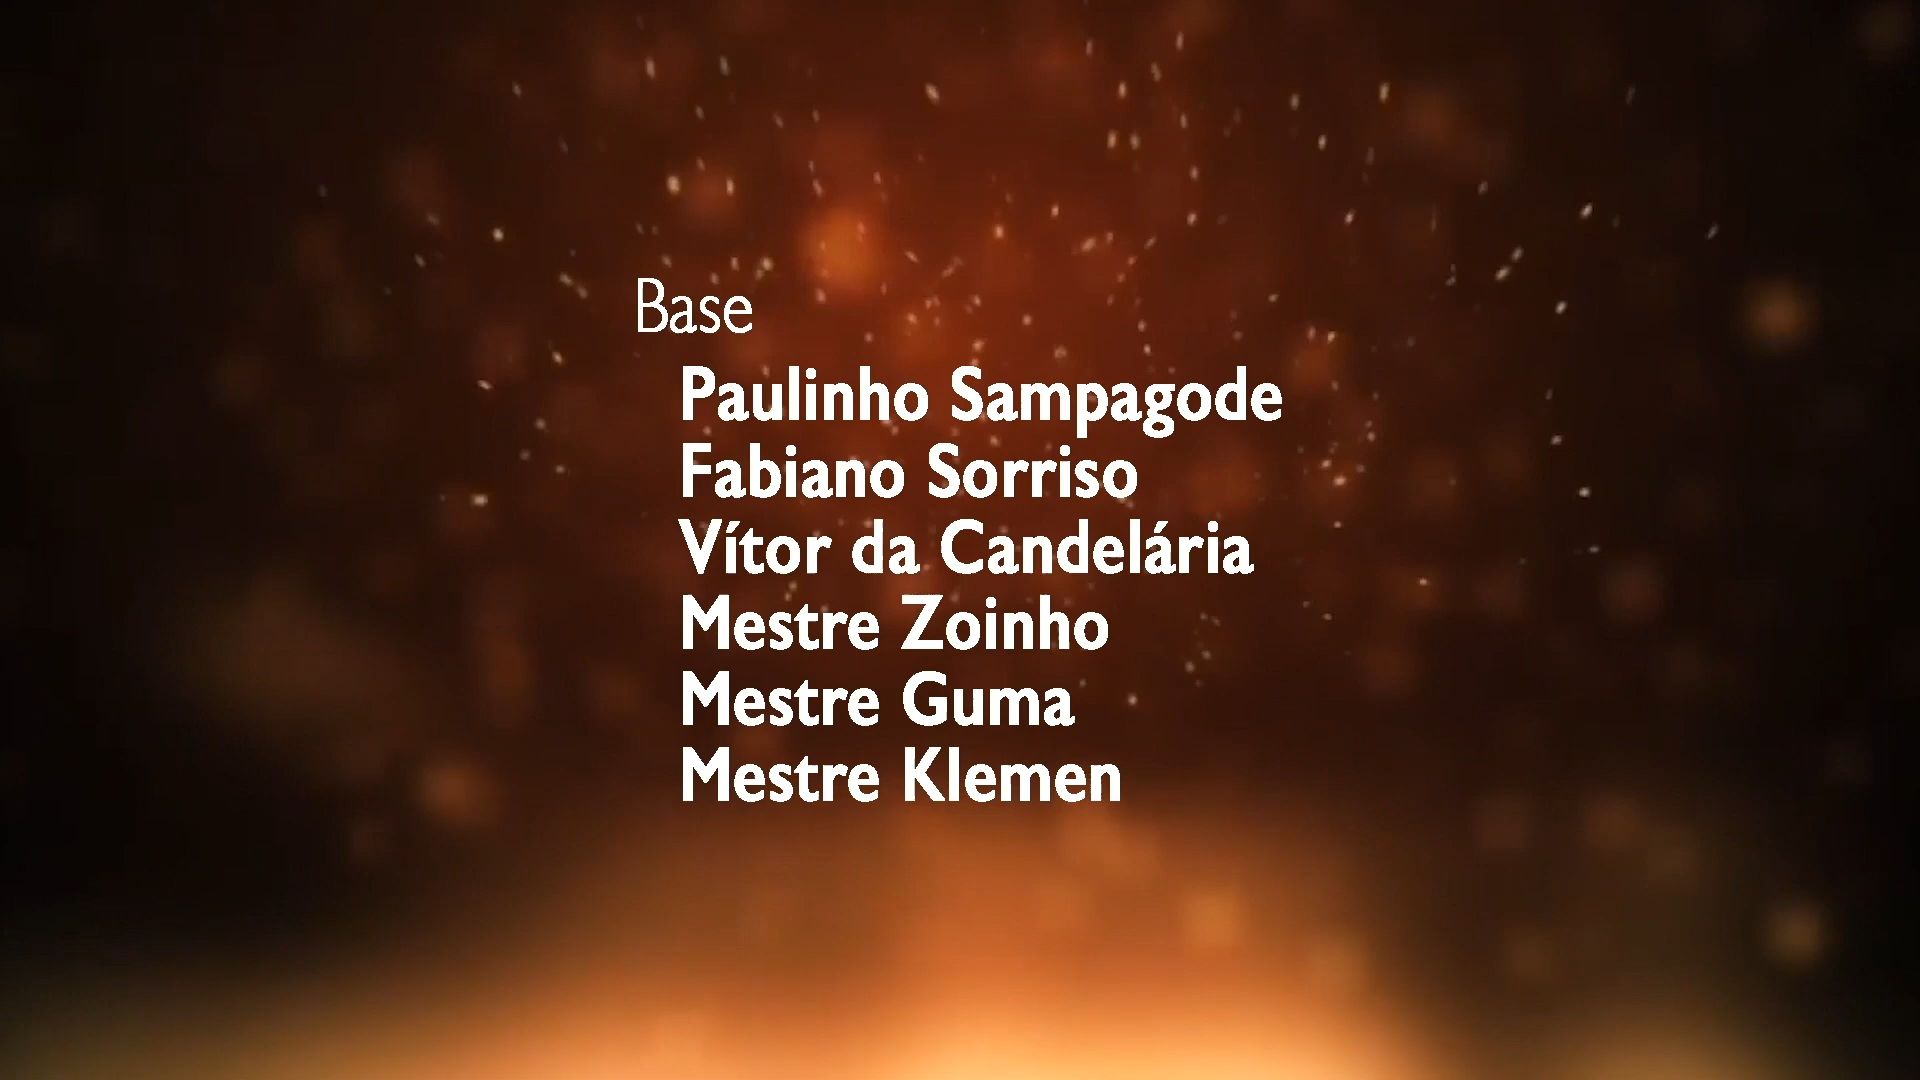 Base
Paulinho Sampagode
Fabiano Sorriso
Vítor da Candelária
Mestre Zoinho
Mestre Guma
Mestre Klemen